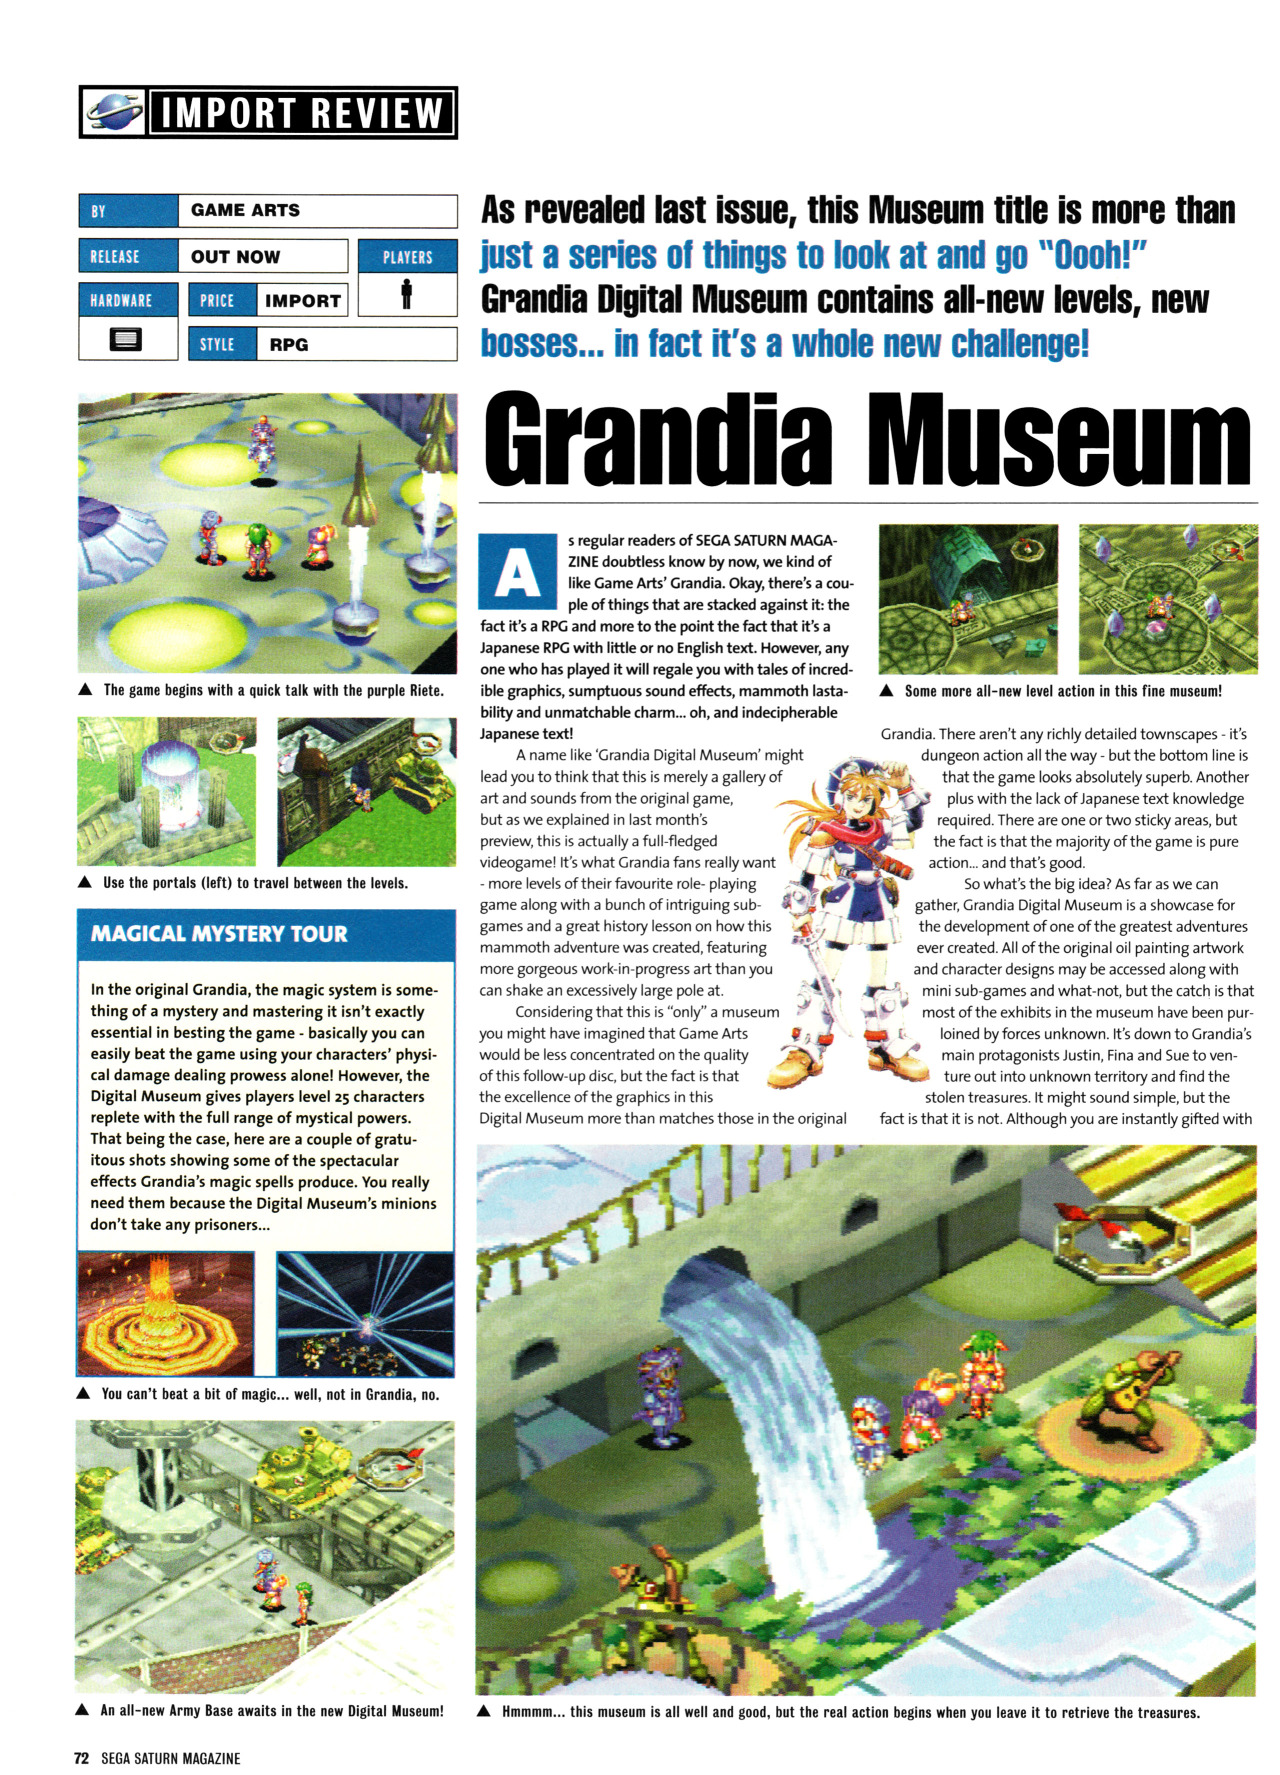 IMPORT REVIEW
BY GAME ARTS
RELEASE OUT NOW
PLAYERS
HARDWARE
PRICE IMPORT
STYLE RPG
As revealed last issue, this Museum title is more than
just a series of things to look at and go "Oooh!"
Grandia Digital Museum contains all-new levels, new
bosses... in fact it's a whole new challenge!
Grandia Museum
▲ The game begins with a quick talk with the purple Riete.
▲ Use the portals (left) to travel between the levels.
MAGICAL MYSTERY TOUR
In the original Grandia, the magic system is some-
thing of a mystery and mastering it isn't exactly
essential in besting the game - basically you can
easily beat the game using your characters' physi-
cal damage dealing prowess alone! However, the
Digital Museum gives players level 25 characters
replete with the full range of mystical powers.
That being the case, here are a couple of gratu-
itous shots showing some of the spectacular
effects Grandia's magic spells produce. You really
need them because the Digital Museum's minions
don't take any prisoners...
▲ You can't beat a bit of magic... well, not in Grandia, no.
▲ An all-new Army Base awaits in the new Digital Museum!
As regular readers of SEGA SATURN MAGA-
ZINE doubtless know by now, we kind of
like Game Arts' Grandia. Okay, there's a cou-
ple of things that are stacked against it: the
fact it's a RPG and more to the point the fact that it's a
Japanese RPG with little or no English text. However, any
one who has played it will regale you with tales of incred-
ible graphics, sumptuous sound effects, mammoth lasta-
bility and unmatchable charm... oh, and indecipherable
Japanese text!
A name like 'Grandia Digital Museum' might
lead you to think that this is merely a gallery of
art and sounds from the original game,
but as we explained in last month's
preview, this is actually a full-fledged
videogame! It's what Grandia fans really want
- more levels of their favourite role- playing
game along with a bunch of intriguing sub-
games and a great history lesson on how this
mammoth adventure was created, featuring
more gorgeous work-in-progress art than you
can shake an excessively large pole at.
Considering that this is "only" a museum
you might have imagined that Game Arts
would be less concentrated on the quality
of this follow-up disc, but the fact is that
the excellence of the graphics in this
Digital Museum more than matches those in the original
▲ Some more all-new level action in this fine museum!
Grandia. There aren't any richly detailed townscapes - it's
dungeon action all the way - but the bottom line is
that the game looks absolutely superb. Another
plus with the lack of Japanese text knowledge
required. There are one or two sticky areas, but
the fact is that the majority of the game is pure
action... and that's good.
So what's the big idea? As far as we can
gather, Grandia Digital Museum is a showcase for
the development of one of the greatest adventures
ever created. All of the original oil painting artwork
and character designs may be accessed along with
mini sub-games and what-not, but the catch is that
most of the exhibits in the museum have been pur-
loined by forces unknown. It's down to Grandia's
main protagonists Justin, Fina and Sue to ven-
ture out into unknown territory and find the
stolen treasures. It might sound simple, but the
fact is that it is not. Although you are instantly gifted with
▲ Hmmmm... this museum is all well and good, but the real action begins when you leave it to retrieve the treasures.
72 SEGA SATURN MAGAZINE